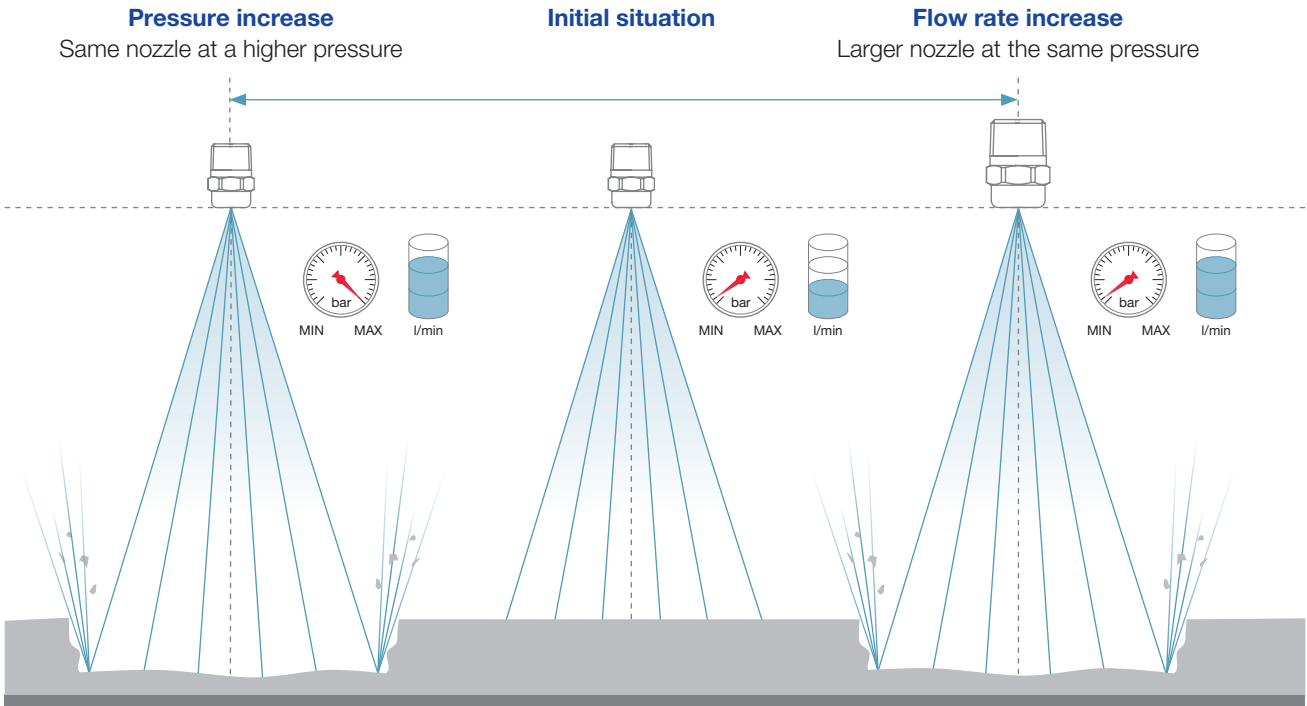 Pressure increase
Same nozzle at a higher pressure
Initial situation
Flow rate increase
Larger nozzle at the same pressure
bar
MIN MAX l/min
bar
MIN MAX l/min
bar
MIN MAX l/min